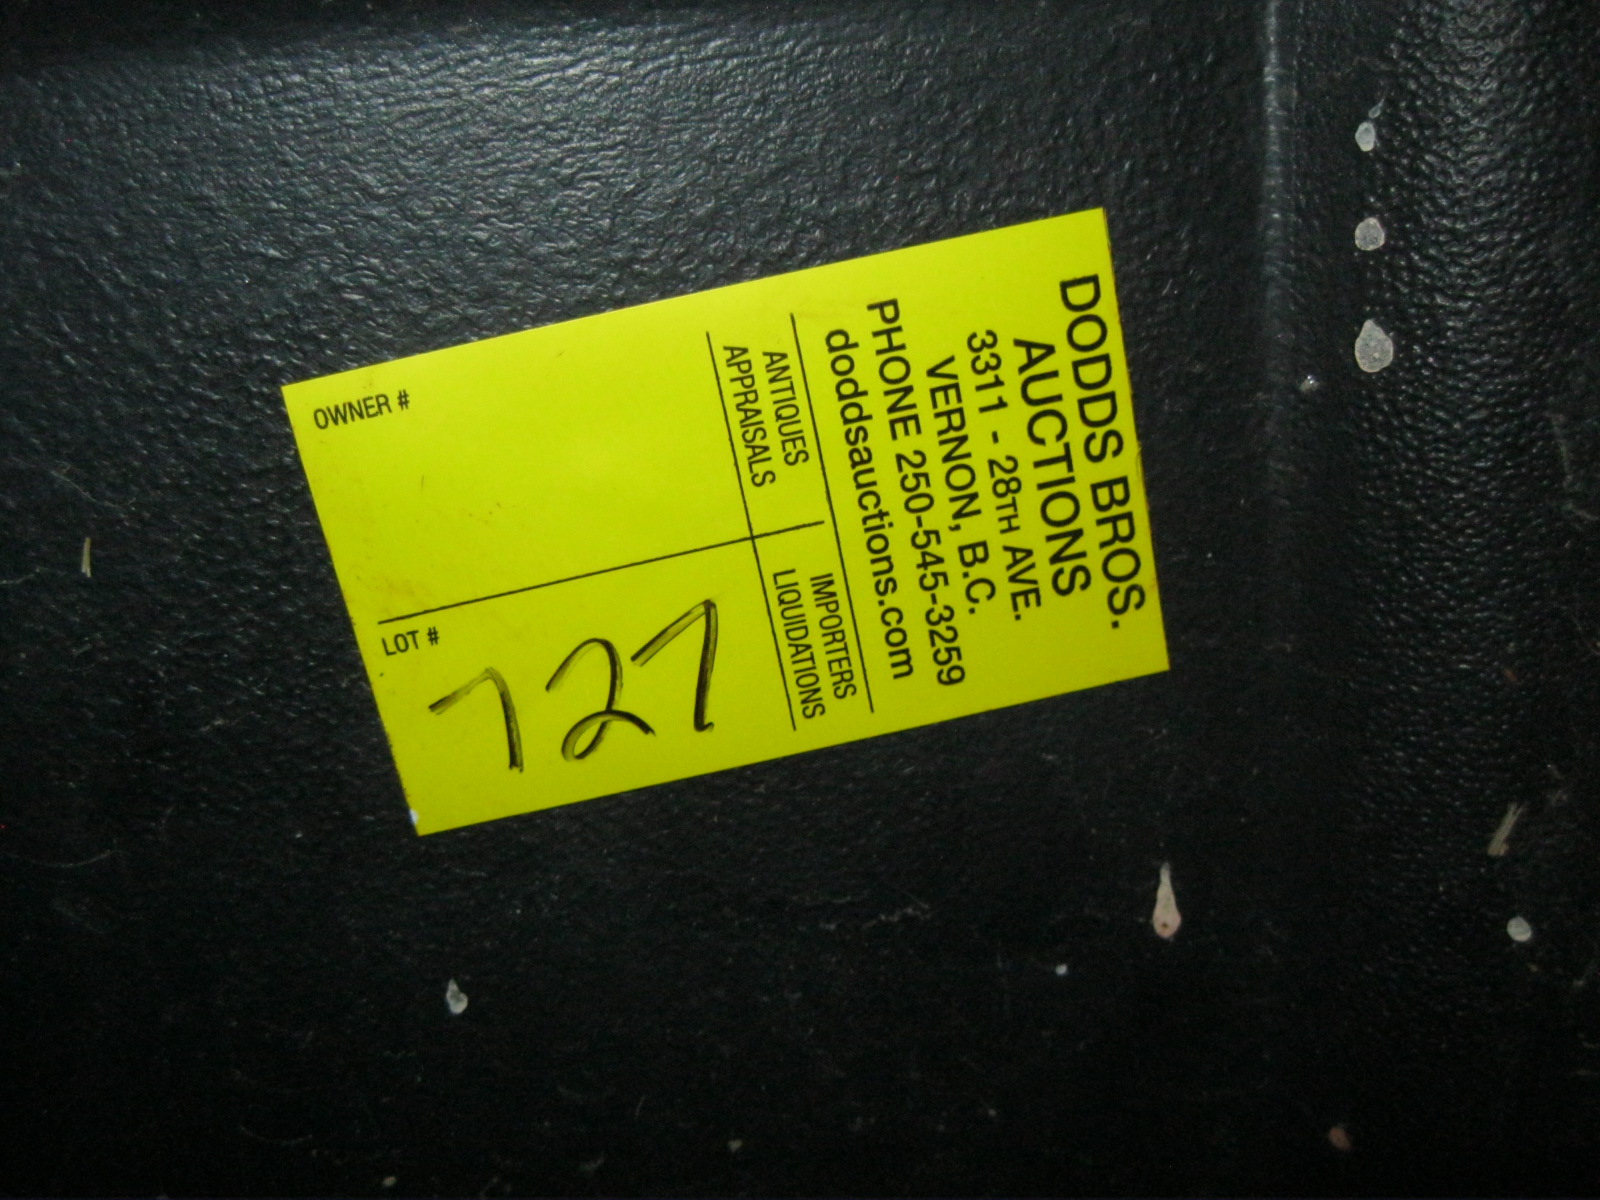 DODDS BROS.
AUCTIONS
3311 - 28TH AVE.
VERNON, B.C.
PHONE 250-545-3259
doddsauctions.com
ANTIQUES
APPRAISALS
IMPORTERS
LIQUIDATIONS
OWNER #
LOT #
727